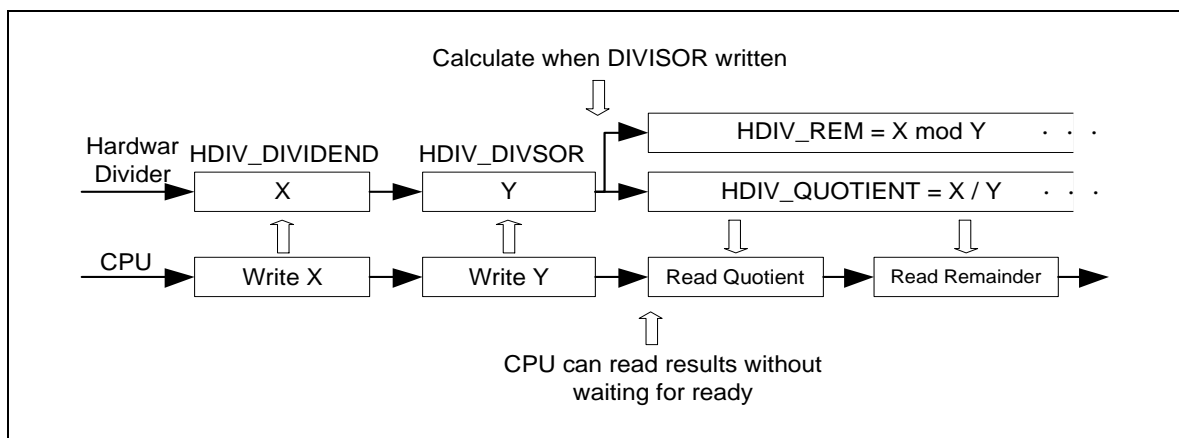 Calculate when DIVISOR written
HDIV_REM = X mod Y · · ·
Hardwar
Divider
HDIV_DIVIDEND
HDIV_DIVSOR
X
Y
HDIV_QUOTIENT = X / Y · · ·
CPU
Write X
Write Y
Read Quotient
Read Remainder
CPU can read results without
waiting for ready